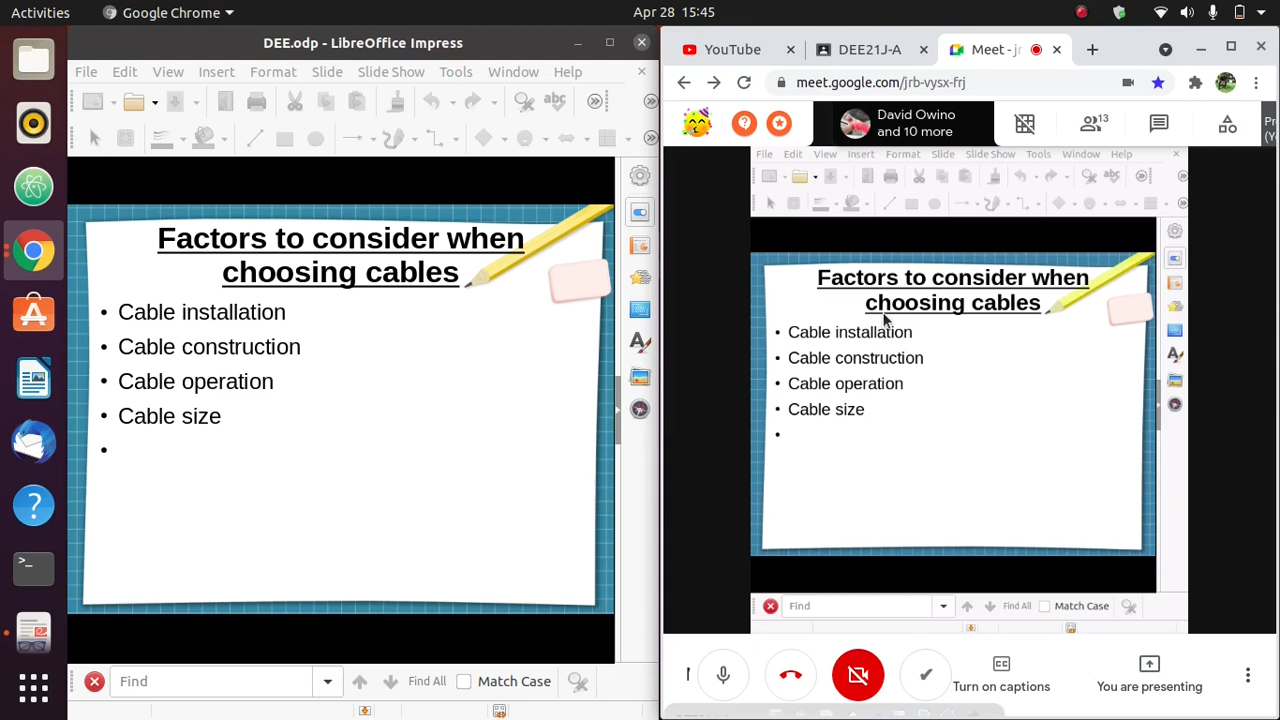 Activities
Google Chrome
Apr 28 15:45
DEE.odp - LibreOffice Impress
File Edit View Insert Format Slide Slide Show Tools Window Help
abc
Factors to consider when
choosing cables
• Cable installation
• Cable construction
• Cable operation
• Cable size
•
Find
Find All
Match Case
YouTube
DEE21J-A
Meet - jr
meet.google.com/jrb-vysx-frj
David Owino
and 10 more
13
File Edit View Insert Format Slide Slide Show Tools Window Help
abc
Factors to consider when
choosing cables
• Cable installation
• Cable construction
• Cable operation
• Cable size
•
Find
Find All
Match Case
Turn on captions
You are presenting